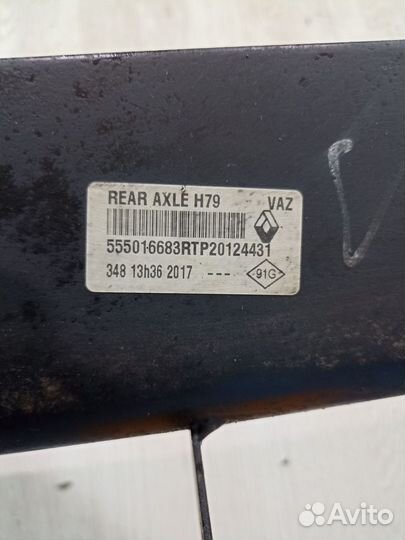 REAR AXLE H79 VAZ
555016683RTP20124431
348 13h36 2017 --- 91G
Avito